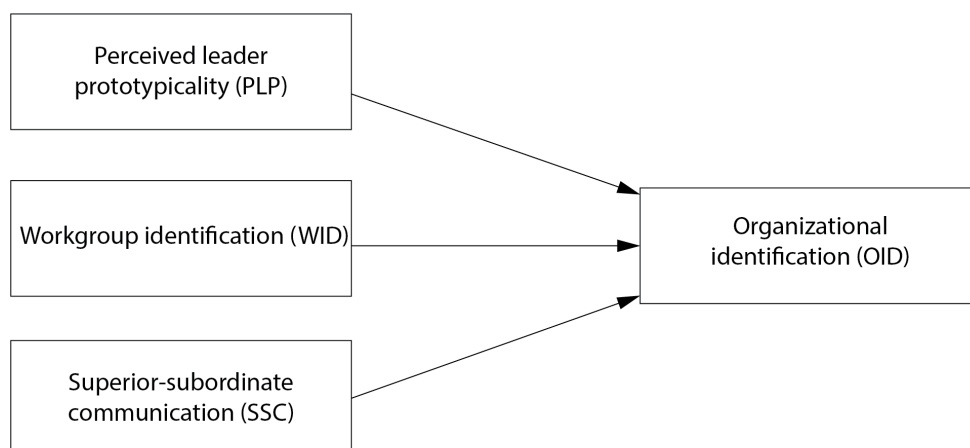 Perceived leader
prototypicality (PLP)
Workgroup identification (WID)
Organizational
identification (OID)
Superior-subordinate
communication (SSC)